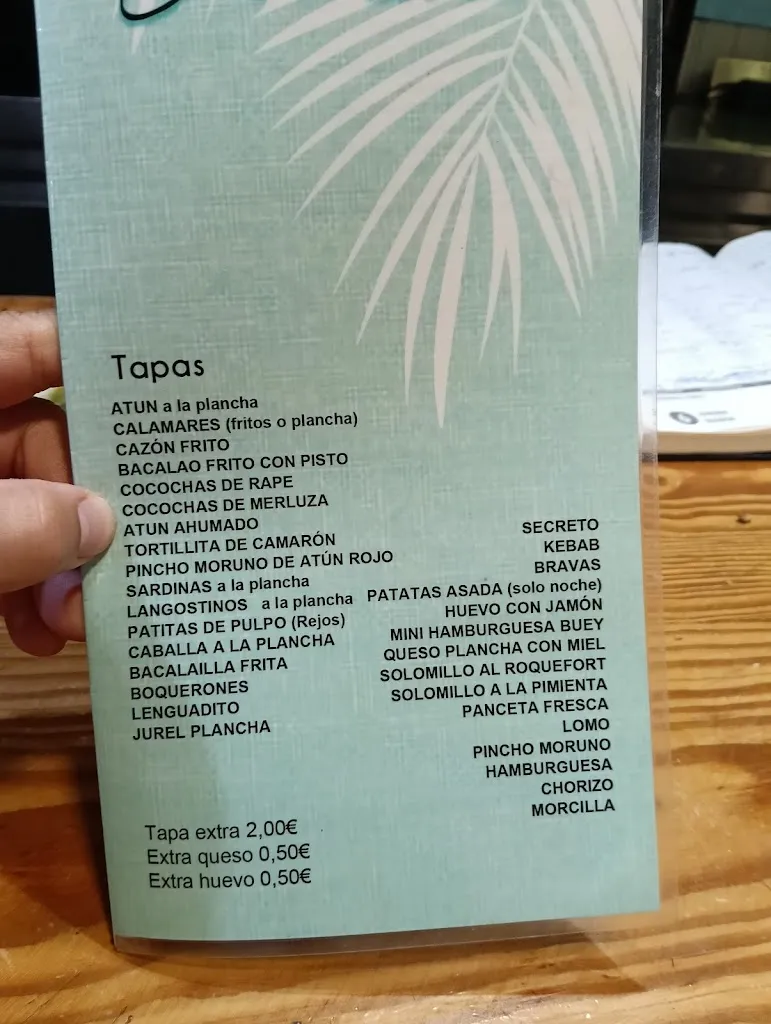 Tapas
ATUN a la plancha
CALAMARES (fritos o plancha)
CAZÓN FRITO
BACALAO FRITO CON PISTO
COCOCHAS DE RAPE
COCOCHAS DE MERLUZA
ATUN AHUMADO
TORTILLITA DE CAMARÓN
PINCHO MORUNO DE ATÚN ROJO
SARDINAS a la plancha
LANGOSTINOS a la plancha
PATITAS DE PULPO (Rejos)
CABALLA A LA PLANCHA
BACALAILLA FRITA
BOQUERONES
LENGUADITO
JUREL PLANCHA
SECRETO
KEBAB
BRAVAS
PATATAS ASADA (solo noche)
HUEVO CON JAMÓN
MINI HAMBURGUESA BUEY
QUESO PLANCHA CON MIEL
SOLOMILLO AL ROQUEFORT
SOLOMILLO A LA PIMIENTA
PANCETA FRESCA
LOMO
PINCHO MORUNO
HAMBURGUESA
CHORIZO
MORCILLA
Tapa extra 2,00€
Extra queso 0,50€
Extra huevo 0,50€